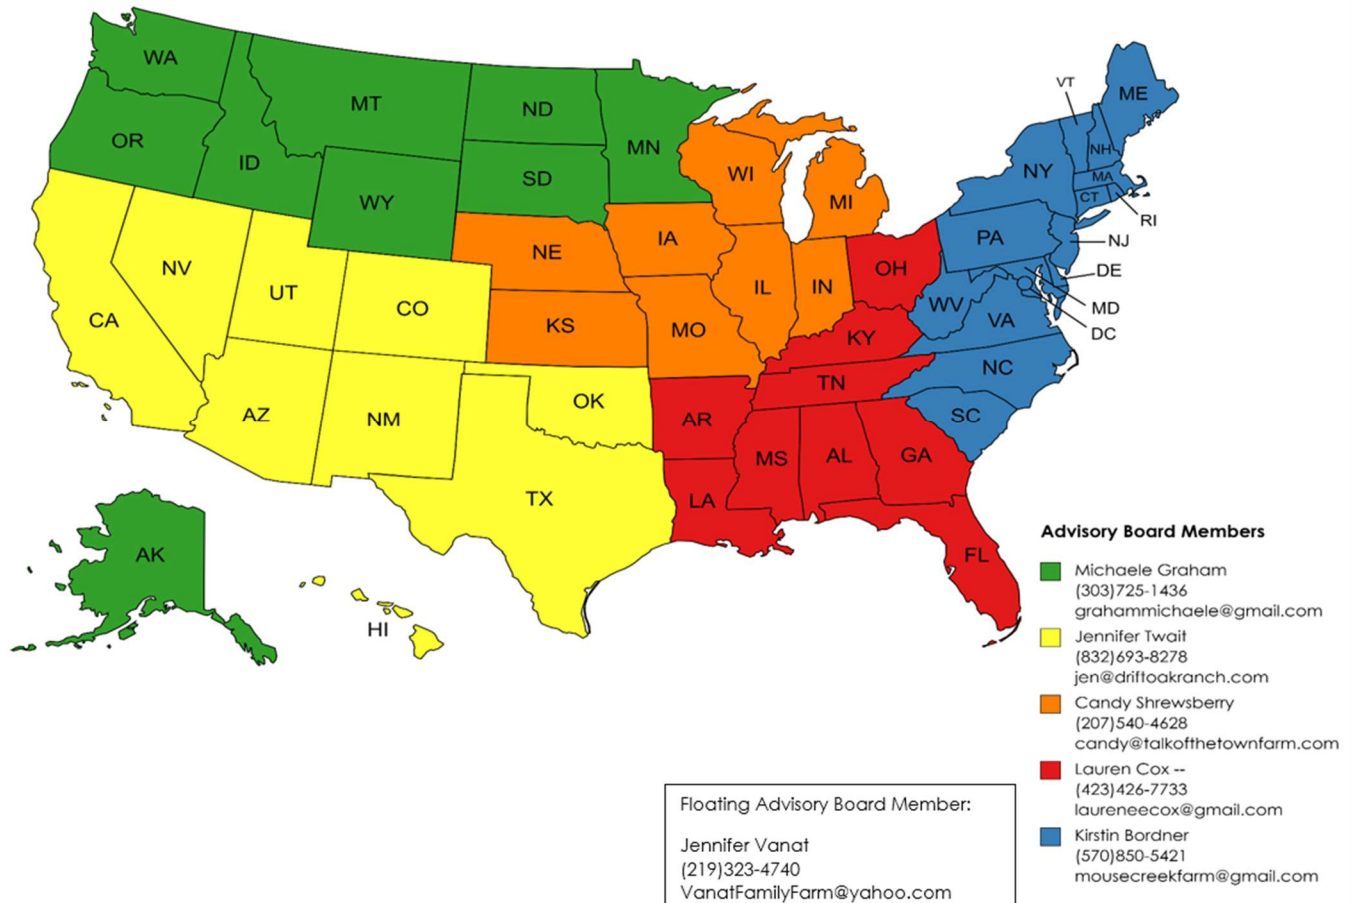 WA
MT
ND
MN
OR
ID
SD
WY
WI
MI
VT
ME
NH
NY
MA
CT
RI
NE
IA
PA
NJ
NV
UT
CO
IL
IN
OH
DE
WV
MD
CA
KS
MO
KY
VA
DC
AZ
NM
OK
AR
TN
NC
SC
TX
LA
MS
AL
GA
FL
AK
HI
Advisory Board Members
Michaele Graham
(303)725-1436
grahammichaele@gmail.com
Jennifer Twait
(832)693-8278
jen@driftoakranch.com
Candy Shrewsberry
(207)540-4628
candy@talkofthetownfarm.com
Lauren Cox --
(423)426-7733
laureneecox@gmail.com
Kirstin Bordner
(570)850-5421
mousecreekfarm@gmail.com
Floating Advisory Board Member:
Jennifer Vanat
(219)323-4740
VanatFamilyFarm@yahoo.com